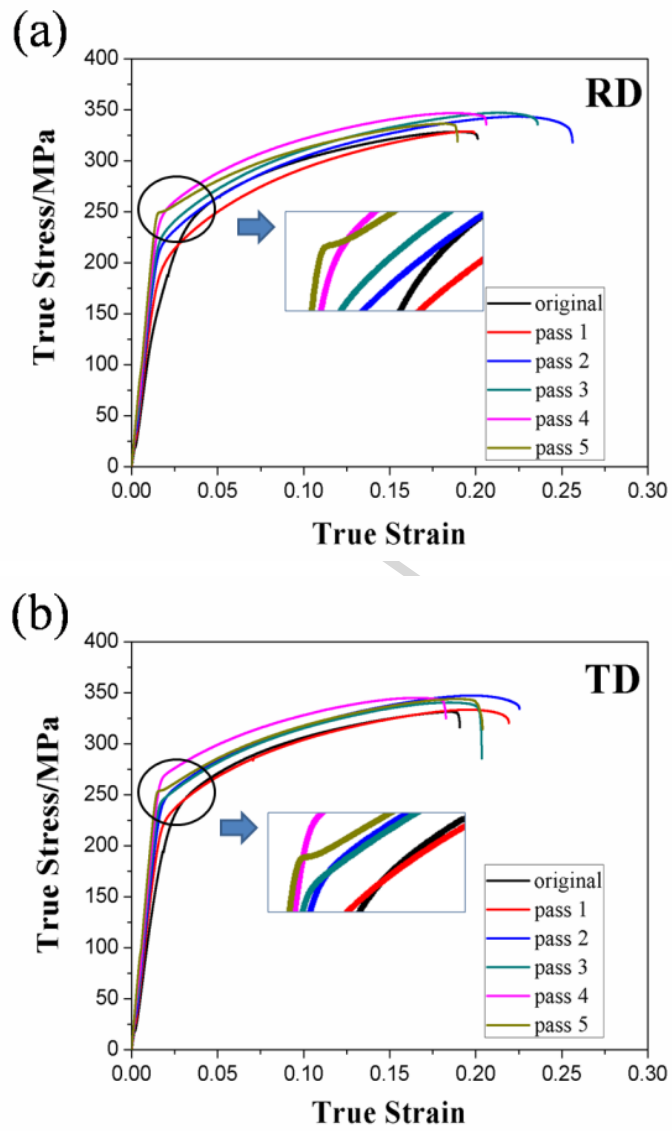 (a)
RD
True Stress/MPa
400
350
300
250
200
150
100
50
0
original
pass 1
pass 2
pass 3
pass 4
pass 5
0.00 0.05 0.10 0.15 0.20 0.25 0.30
True Strain
(b)
TD
True Stress/MPa
400
350
300
250
200
150
100
50
0
original
pass 1
pass 2
pass 3
pass 4
pass 5
0.00 0.05 0.10 0.15 0.20 0.25 0.30
True Strain